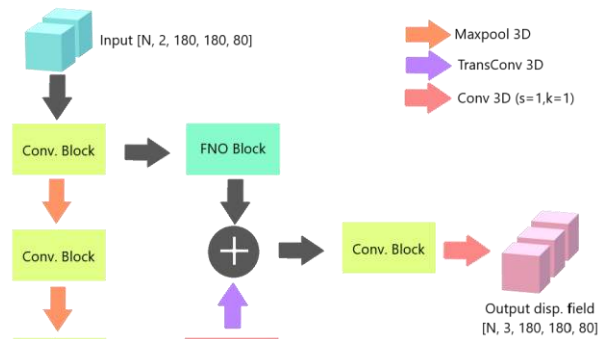 Input [N, 2, 180, 180, 80]
Maxpool 3D
TransConv 3D
Conv 3D (s=1,k=1)
Conv. Block
FNO Block
Conv. Block
Conv. Block
Output disp. field
[N, 3, 180, 180, 80]